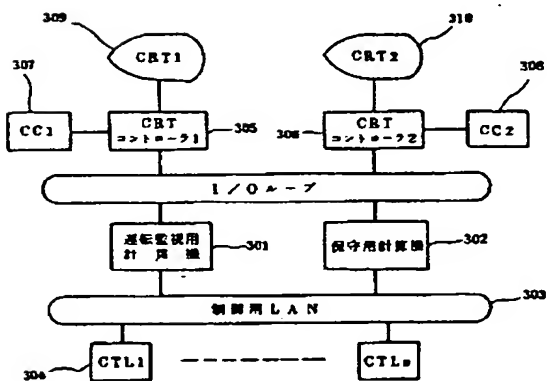 309
310
CRT1
CRT2
307
308
CC1
CRT
コントローラ1
305
306
CRT
コントローラ2
CC2
I/Oループ
運転監視用
計算機
301
保守用計算機
302
制御用LAN
303
304
CTL1
CTLn